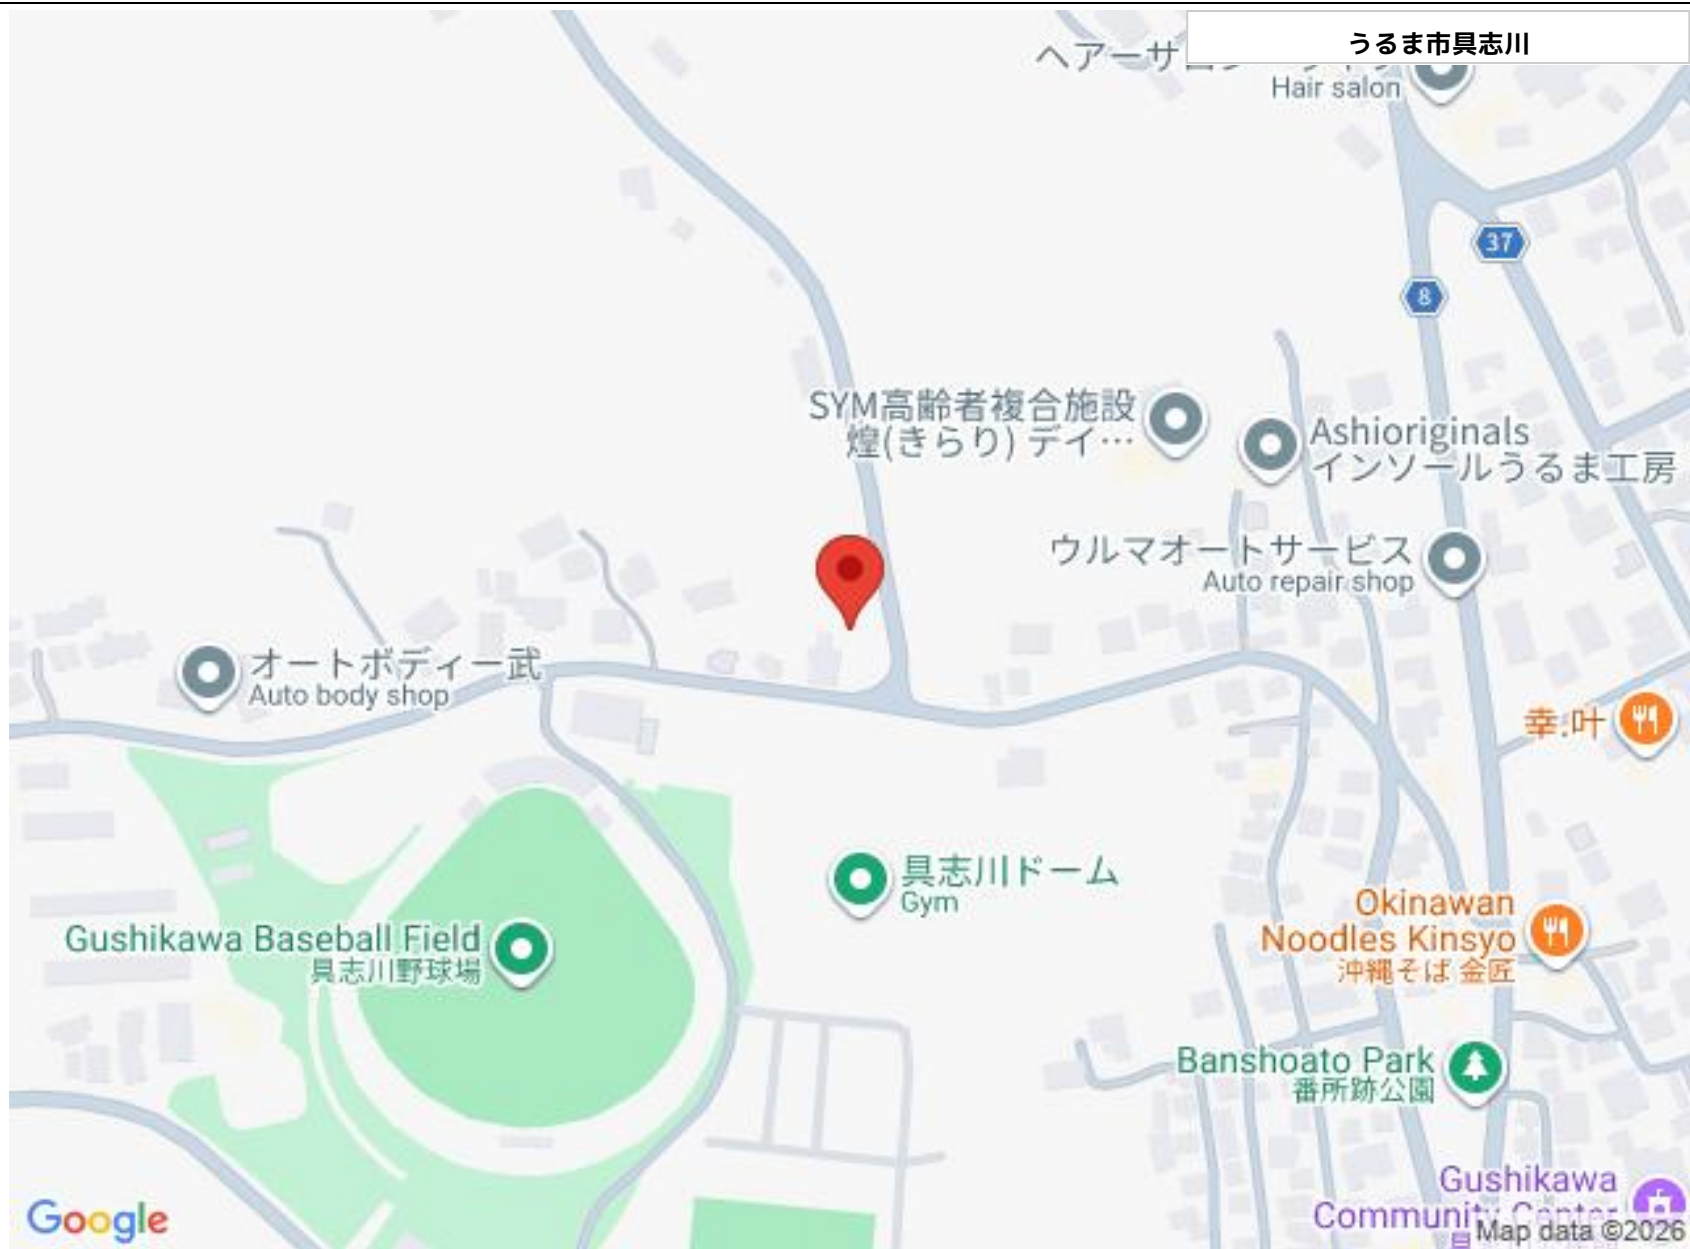 うるま市具志川
Hair salon
37
8
SYM高齢者複合施設
煌(きらり) デイ…
Ashioriginals
インソールうるま工房
ウルマオートサービス
Auto repair shop
オートボディー武
Auto body shop
幸.叶
具志川ドーム
Gym
Gushikawa Baseball Field
具志川野球場
Okinawan
Noodles Kinsyo
沖縄そば 金匠
Banshoato Park
番所跡公園
Gushikawa
Community Center
Google
Map data ©2026